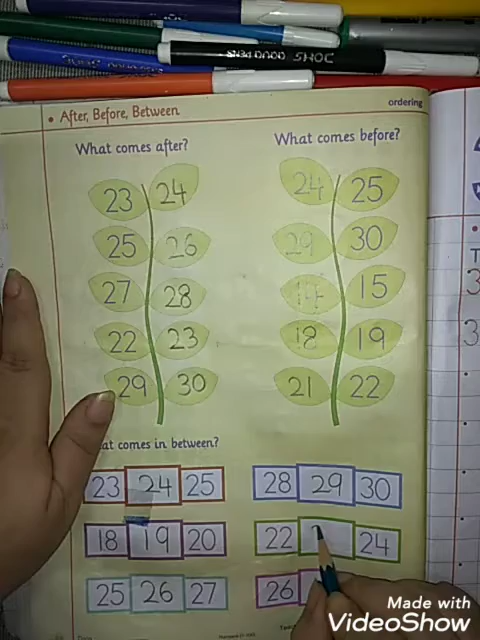 After, Before, Between
ordering
What comes after?
What comes before?
23 24
24 25
25 26
29 30
27 28
14 15
22 23
18 19
29 30
21 22
comes in between?
23 24 25
28 29 30
18 19 20
22 24
25 26 27
26
Made with
VideoShow